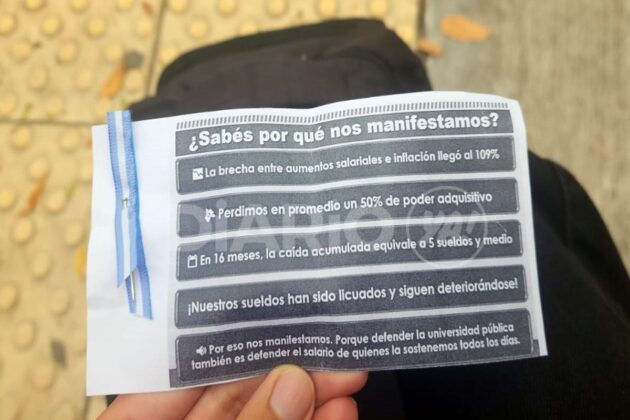 ¿Sabés por qué nos manifestamos?
La brecha entre aumentos salariales e inflación llegó al 109%
Perdimos en promedio un 50% de poder adquisitivo
DIARIO ya!
En 16 meses, la caída acumulada equivale a 5 sueldos y medio
¡Nuestros sueldos han sido licuados y siguen deteriorándose!
Por eso nos manifestamos. Porque defender la universidad pública
también es defender el salario de quienes la sostenemos todos los días.